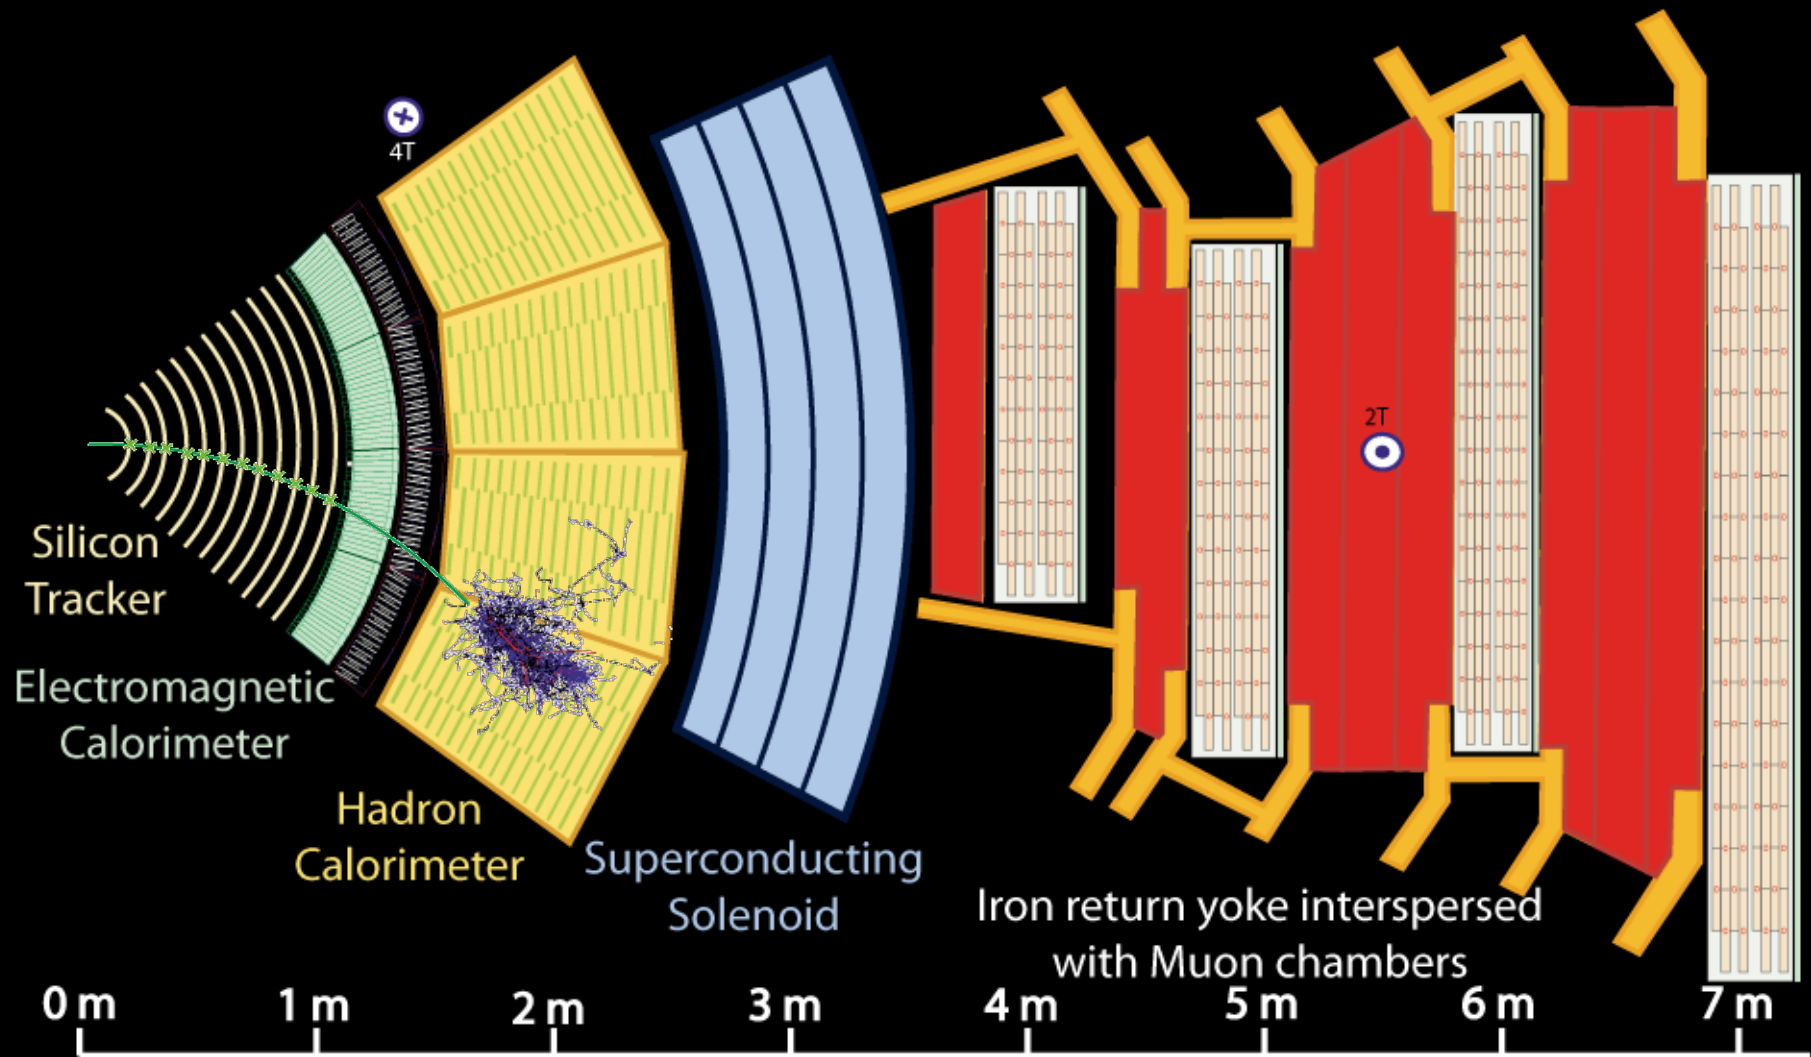 4T
2T
Silicon
Tracker
Electromagnetic
Calorimeter
Hadron
Calorimeter
Superconducting
Solenoid
Iron return yoke interspersed
with Muon chambers
0 m 1 m 2 m 3 m 4 m 5 m 6 m 7 m